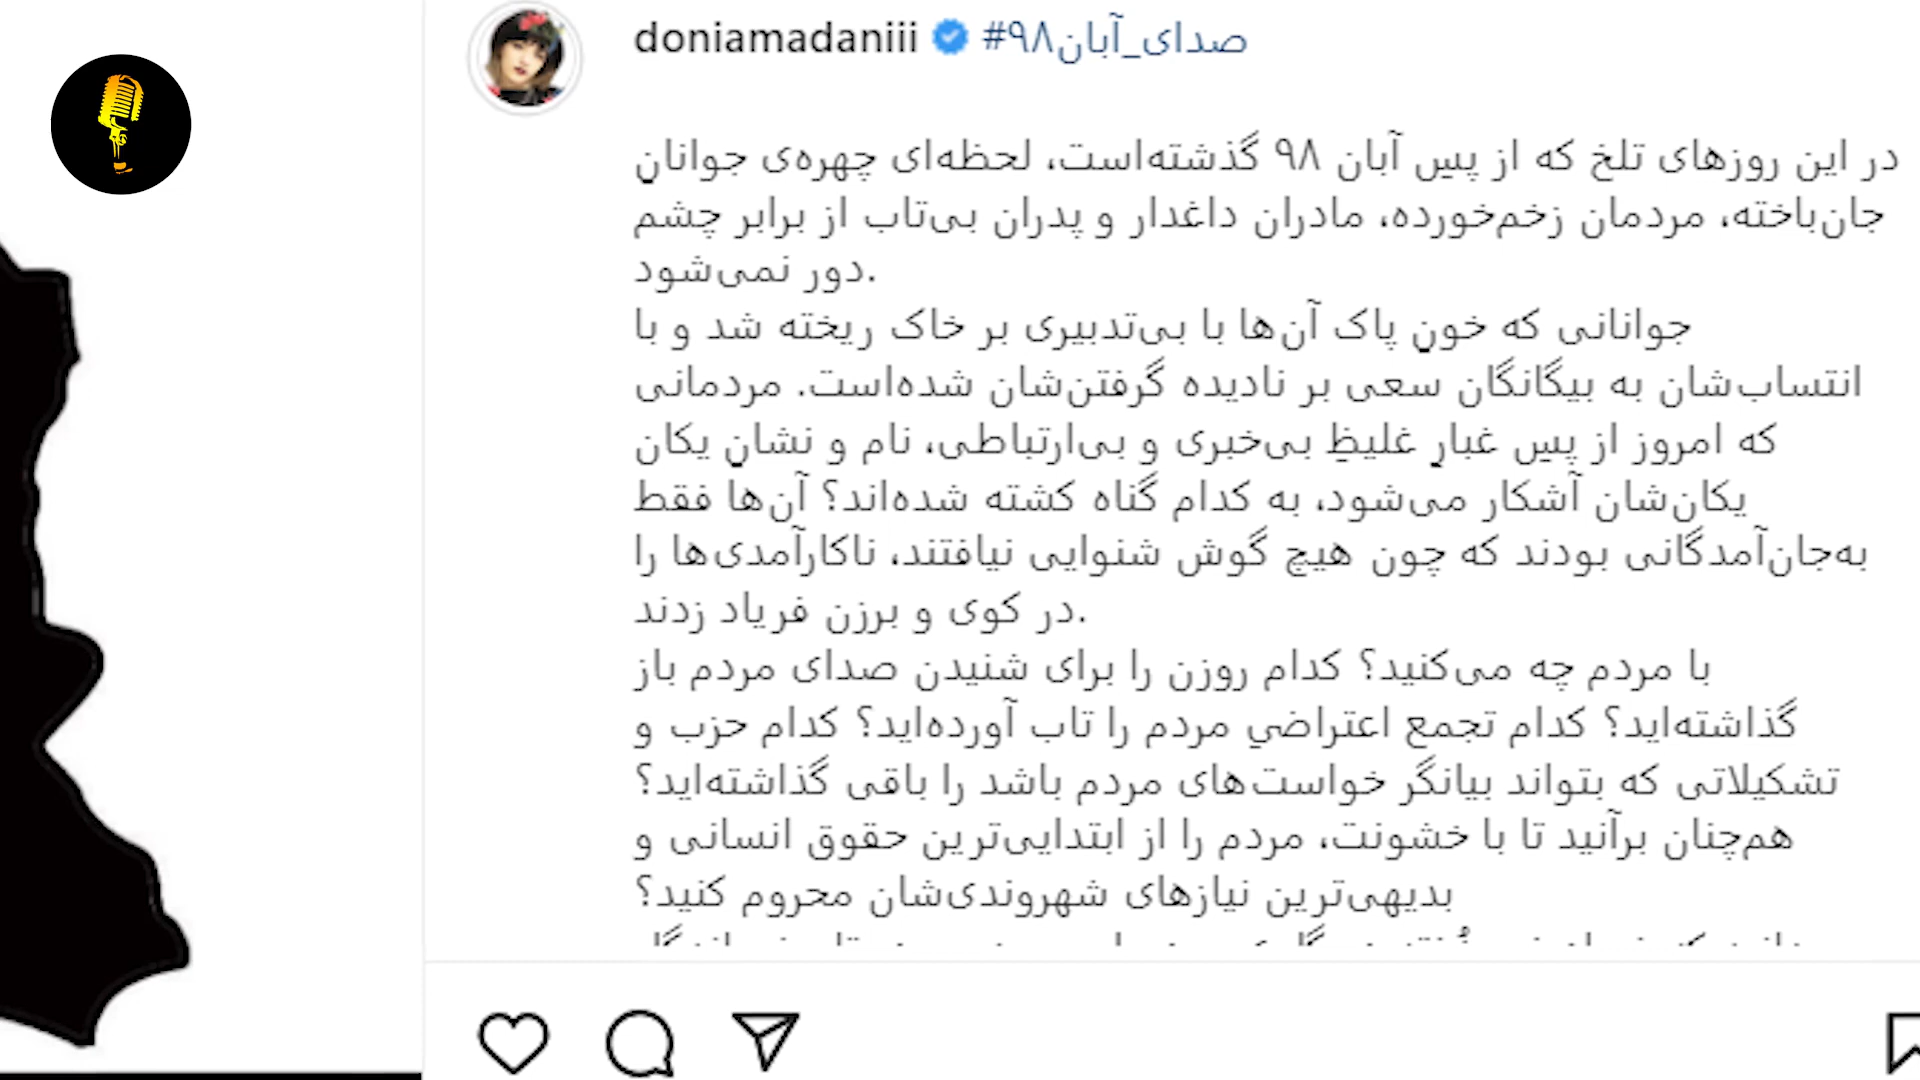 doniamadaniii #صدای_آبان۹۸
در این روزهای تلخ که از پسِ آبان ۹۸ گذشته‌است، لحظه‌ای چهره‌ی جوانانِ
جان‌باخته، مردمان زخم‌خورده، مادران داغدار و پدران بی‌تاب از برابر چشم
دور نمی‌شود.
جوانانی که خونِ پاک آن‌ها با بی‌تدبیری بر خاک ریخته شد و با
انتساب‌شان به بیگانگان سعی بر نادیده گرفتن‌شان شده‌است. مردمانی
که امروز از پسِ غبارِ غلیظِ بی‌خبری و بی‌ارتباطی، نام و نشانِ یکان
یکان‌شان آشکار می‌شود، به کدام گناه کشته شده‌اند؟ آن‌ها فقط
به‌جان‌آمدگانی بودند که چون هیچ گوش شنوایی نیافتند، ناکارآمدی‌ها را
در کوی و برزن فریاد زدند.
با مردم چه می‌کنید؟ کدام روزن را برای شنیدن صدای مردم باز
گذاشته‌اید؟ کدام تجمع اعتراضیِ مردم را تاب آورده‌اید؟ کدام حزب و
تشکیلاتی که بتواند بیانگر خواست‌های مردم باشد را باقی گذاشته‌اید؟
هم‌چنان برآنید تا با خشونت، مردم را از ابتدایی‌ترین حقوق انسانی و
بدیهی‌ترین نیازهای شهروندی‌شان محروم کنید؟